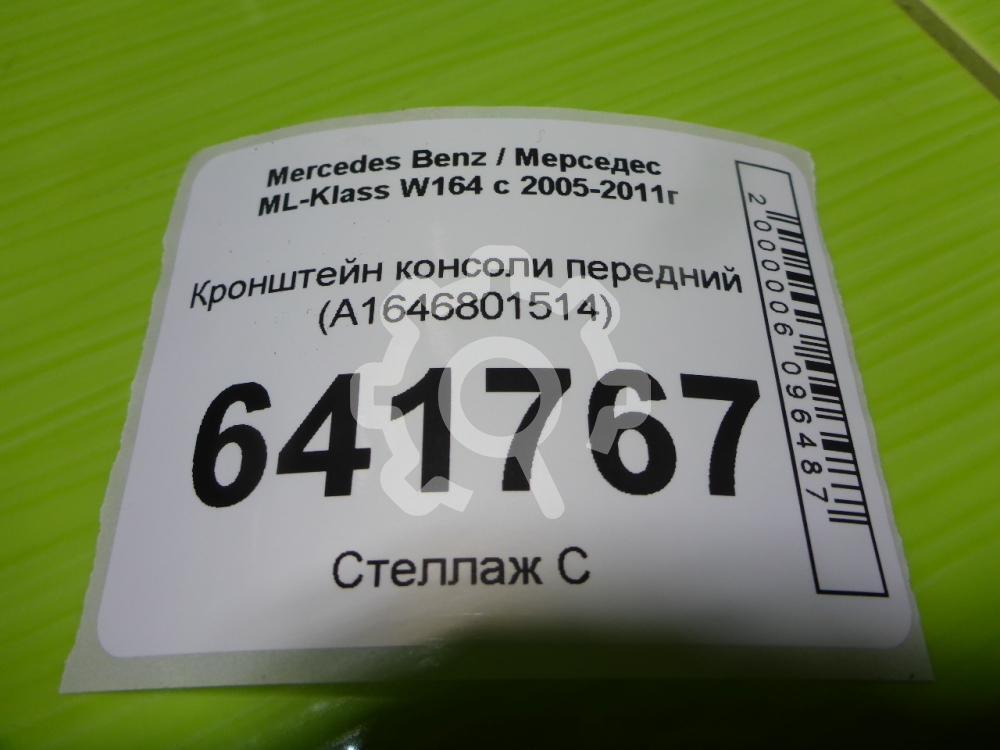 Mercedes Benz / Мерседес
ML-Klass W164 с 2005-2011г
Кронштейн консоли передний
(A1646801514)
641767
Стеллаж С
2000006096487